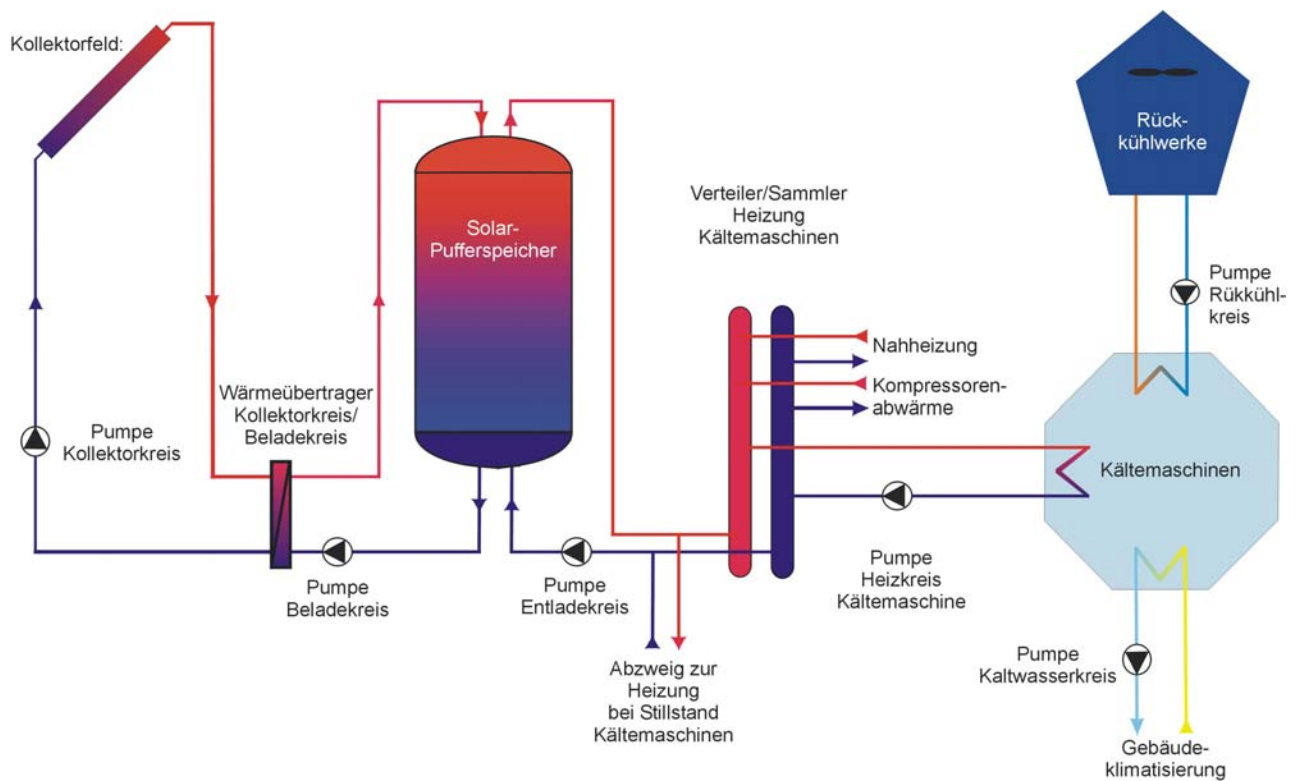 Kollektorfeld:
Rück-
kühlwerke
Verteiler/Sammler
Heizung
Kältemaschinen
Solar-
Pufferspeicher
Pumpe
Rükkühl-
kreis
Nahheizung
Kompressoren-
abwärme
Wärmeübertrager
Kollektorkreis/
Beladekreis
Pumpe
Kollektorkreis
Kältemaschinen
Pumpe
Beladekreis
Pumpe
Entladekreis
Pumpe
Heizkreis
Kältemaschine
Abzweig zur
Heizung
bei Stillstand
Kältemaschinen
Pumpe
Kaltwasserkreis
Gebäude-
klimatisierung